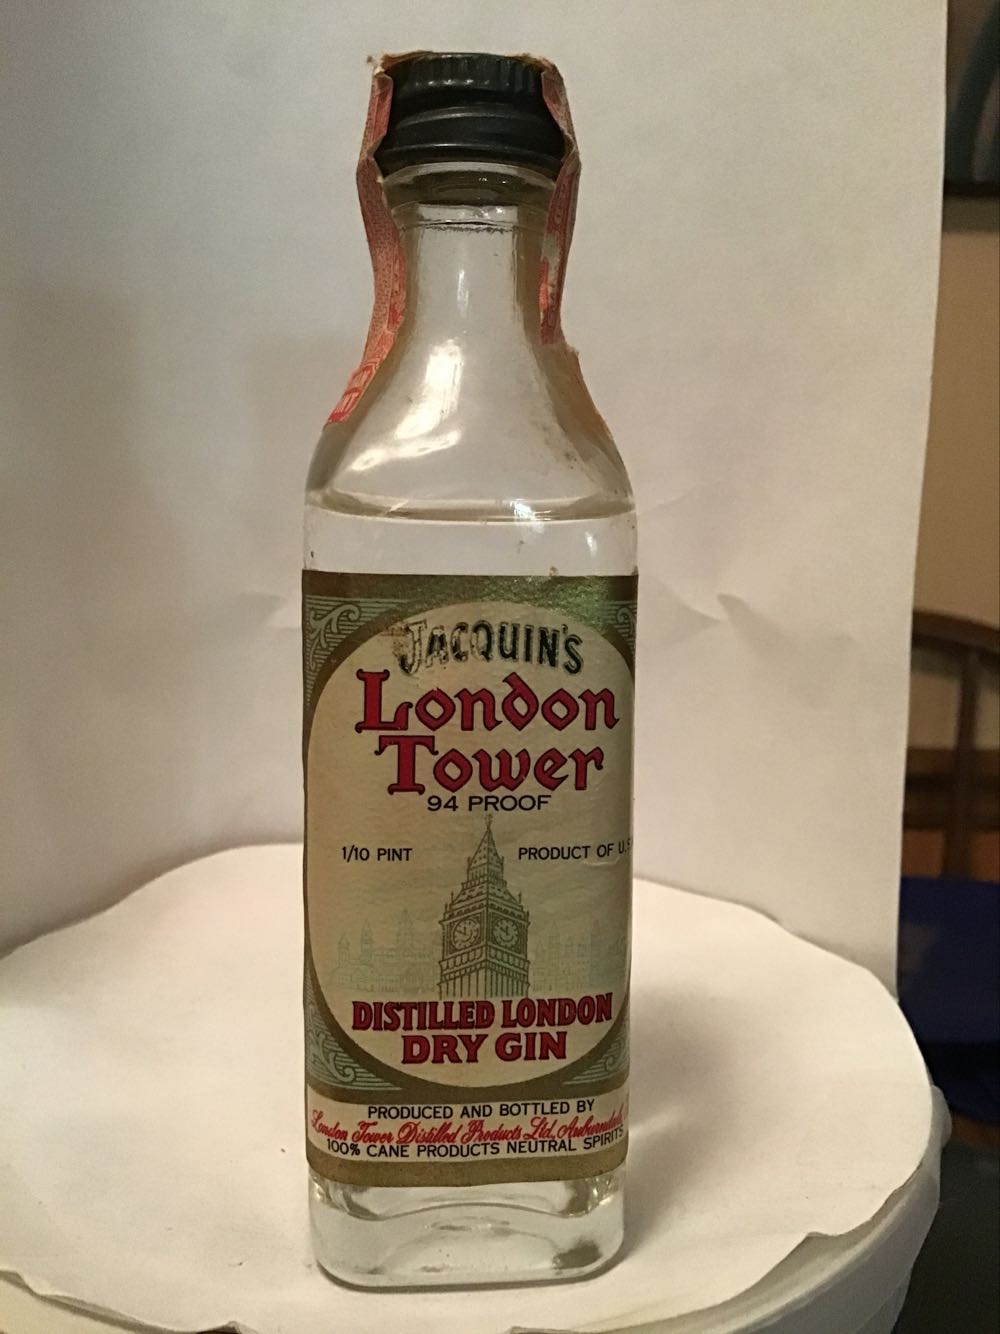 JACQUIN'S
London
Tower
94 PROOF
1/10 PINT
PRODUCT OF U.S
DISTILLED LONDON
DRY GIN
PRODUCED AND BOTTLED BY
London Tower Distilled Products Ltd., Auburndale,
100% CANE PRODUCTS NEUTRAL SPIRITS